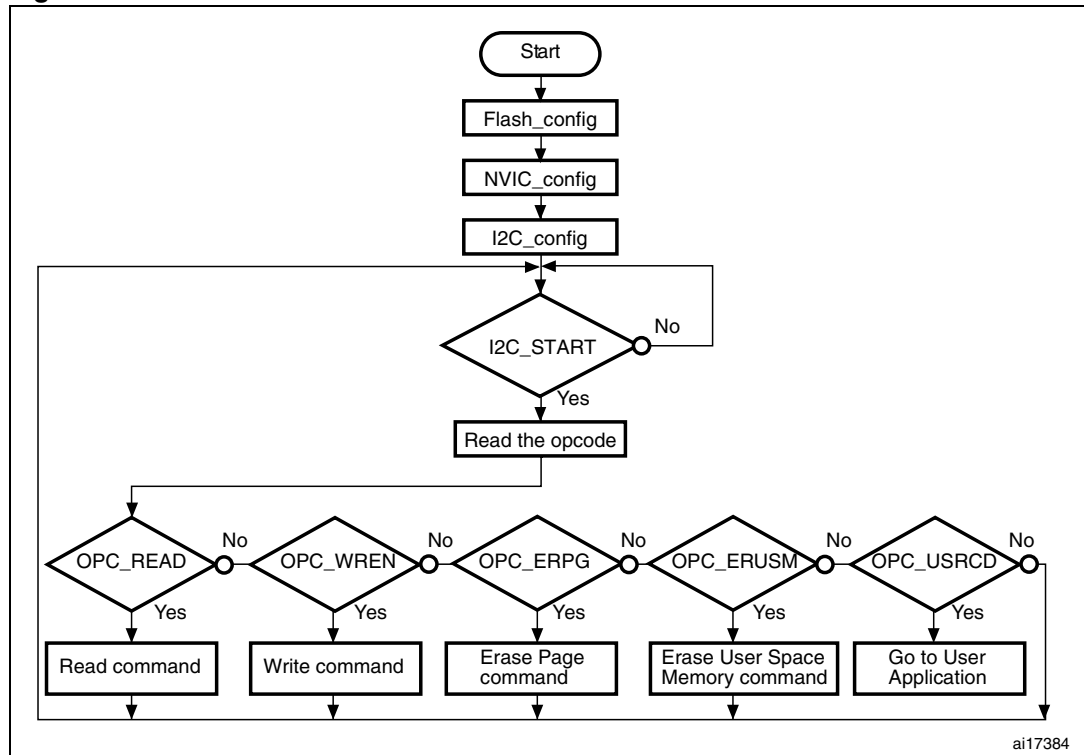 Start
Flash_config
NVIC_config
I2C_config
No
I2C_START
Yes
Read the opcode
No
No
No
No
No
OPC_READ
OPC_WREN
OPC_ERPG
OPC_ERUSM
OPC_USRCD
Yes
Yes
Yes
Yes
Yes
Read command
Write command
Erase Page
command
Erase User Space
Memory command
Go to User
Application
ai17384